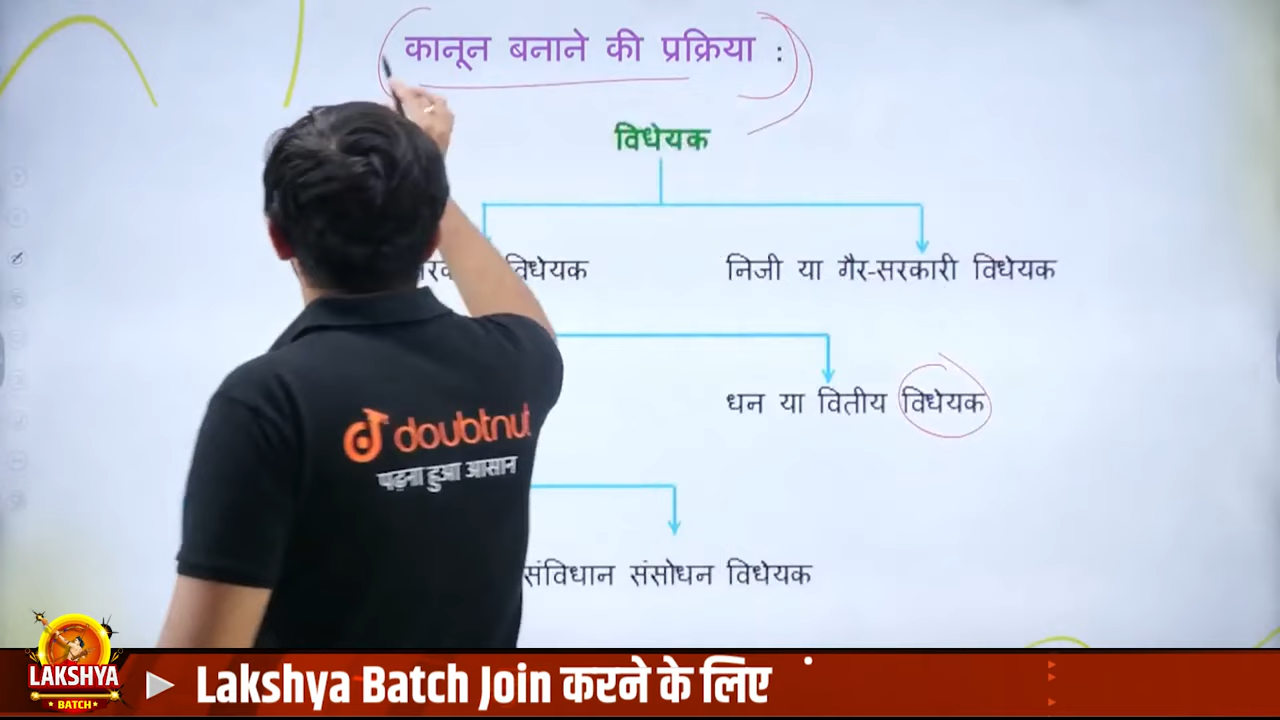 कानून बनाने की प्रक्रिया :
विधेयक
विधेयक
निजी या गैर-सरकारी विधेयक
धन या वितीय विधेयक
doubtnut
पढ़ना हुआ आसान
संविधान संसोधन विधेयक
LAKSHYA
BATCH
Lakshya Batch Join करने के लिए